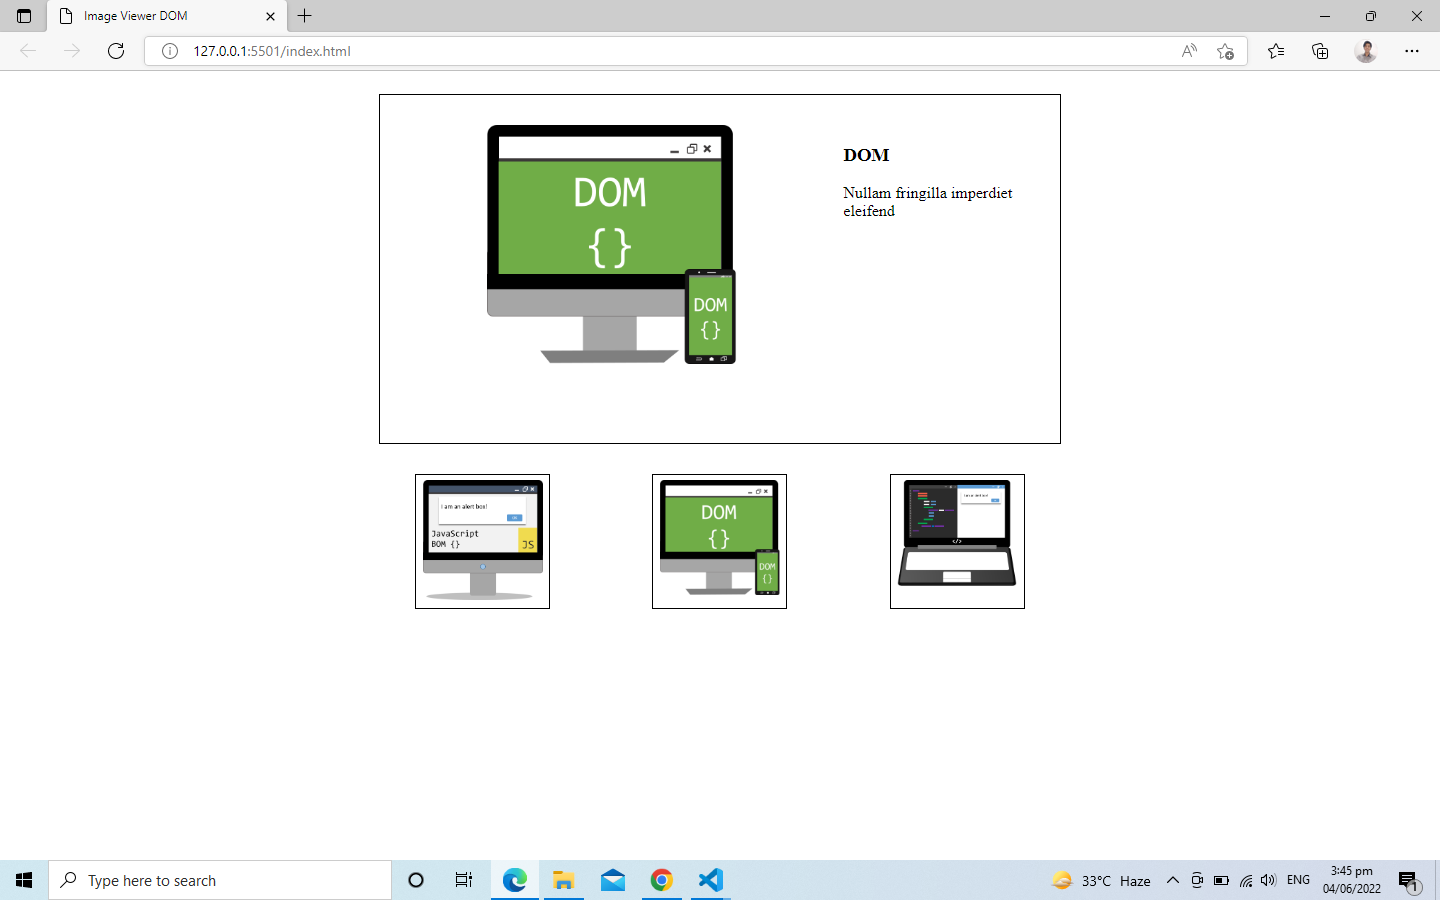 Image Viewer DOM
127.0.0.1:5501/index.html
DOM
{}
DOM
{}
DOM
Nullam fringilla imperdiet
eleifend
I am an alert box!
JavaScript
BOM {}
JS
DOM
{}
DOM
{}
</>
Type here to search
33°C Haze
ENG
3:45 pm
04/06/2022
1